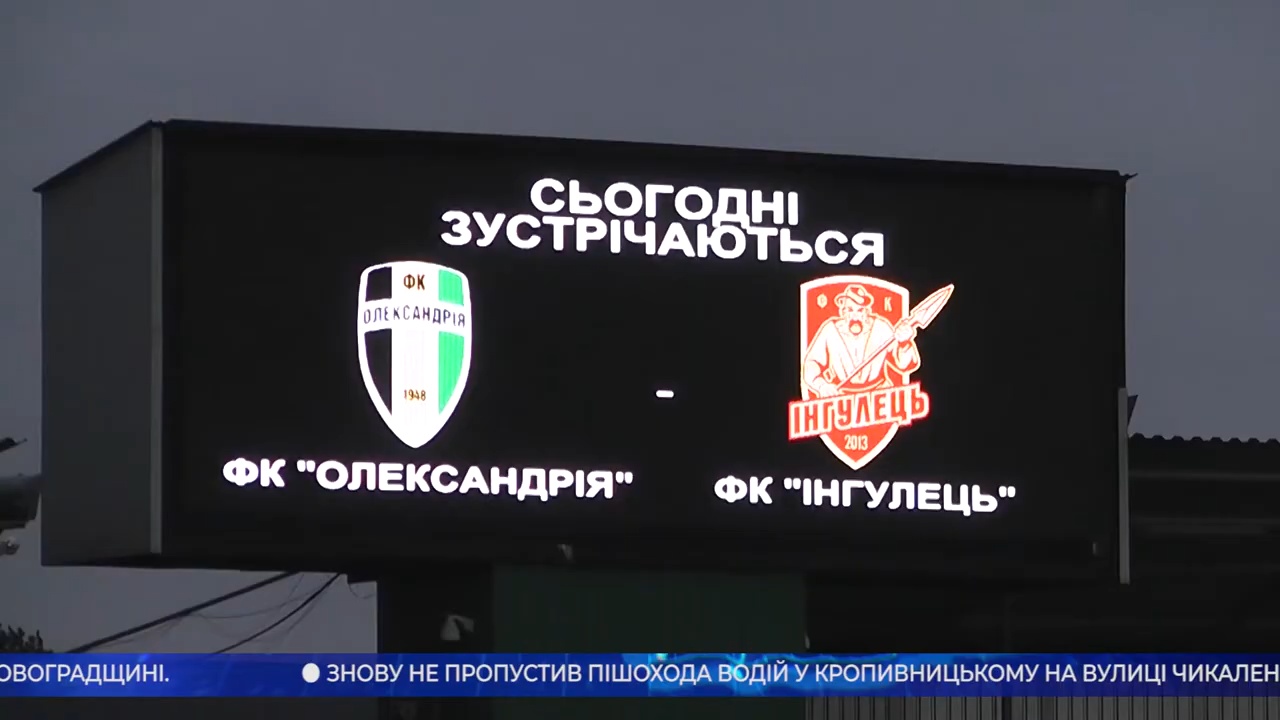 СЬОГОДНІ
ЗУСТРІЧАЮТЬСЯ
ФК
ОЛЕКСАНДРІЯ
1948
-
Ф К
ІНГУЛЕЦЬ
2013
ФК "ОЛЕКСАНДРІЯ"
ФК "ІНГУЛЕЦЬ"
ОВОГРАДЩИНІ. ● ЗНОВУ НЕ ПРОПУСТИВ ПІШОХОДА ВОДІЙ У КРОПИВНИЦЬКОМУ НА ВУЛИЦІ ЧИКАЛЕН